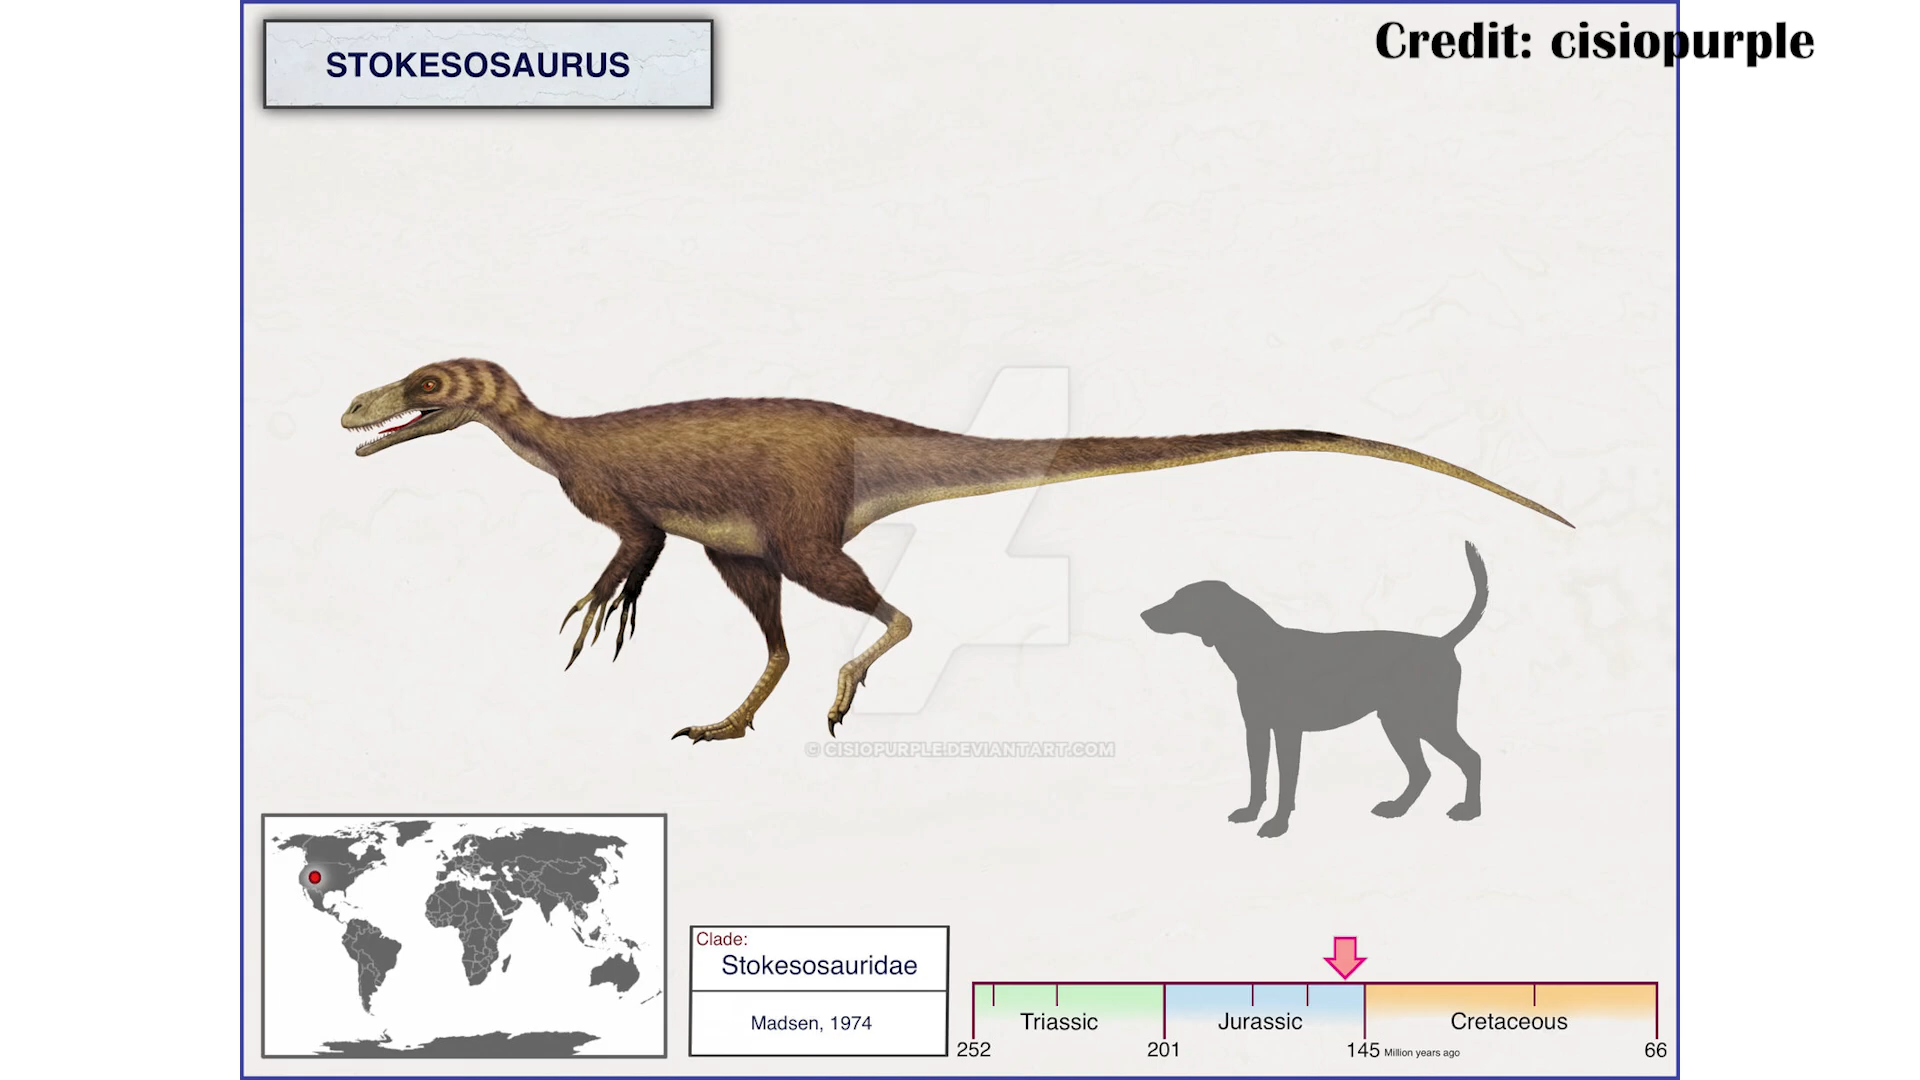 STOKESOSAURUS
Credit: cisiopurple
© CISIOPURPLE.DEVIANTART.COM
Clade:
Stokesosauridae
Madsen, 1974
Triassic
Jurassic
Cretaceous
252
201
145 Million years ago
66